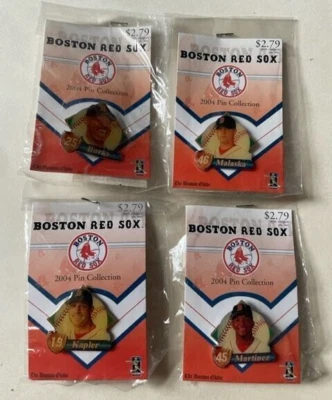 $2.79
BOSTON RED SOX
BOSTON
RED SOX
2004 Pin Collection
25
The Boston Globe
$2.79
BOSTON RED SOX
BOSTON
RED SOX
2004 Pin Collection
46
Malaska
The Boston Globe
$2.79
BOSTON RED SOX
BOSTON
RED SOX
2004 Pin Collection
19
Kapler
The Boston Globe
$2.79
BOSTON RED SOX
BOSTON
RED SOX
2004 Pin Collection
45
Martinez
The Boston Globe